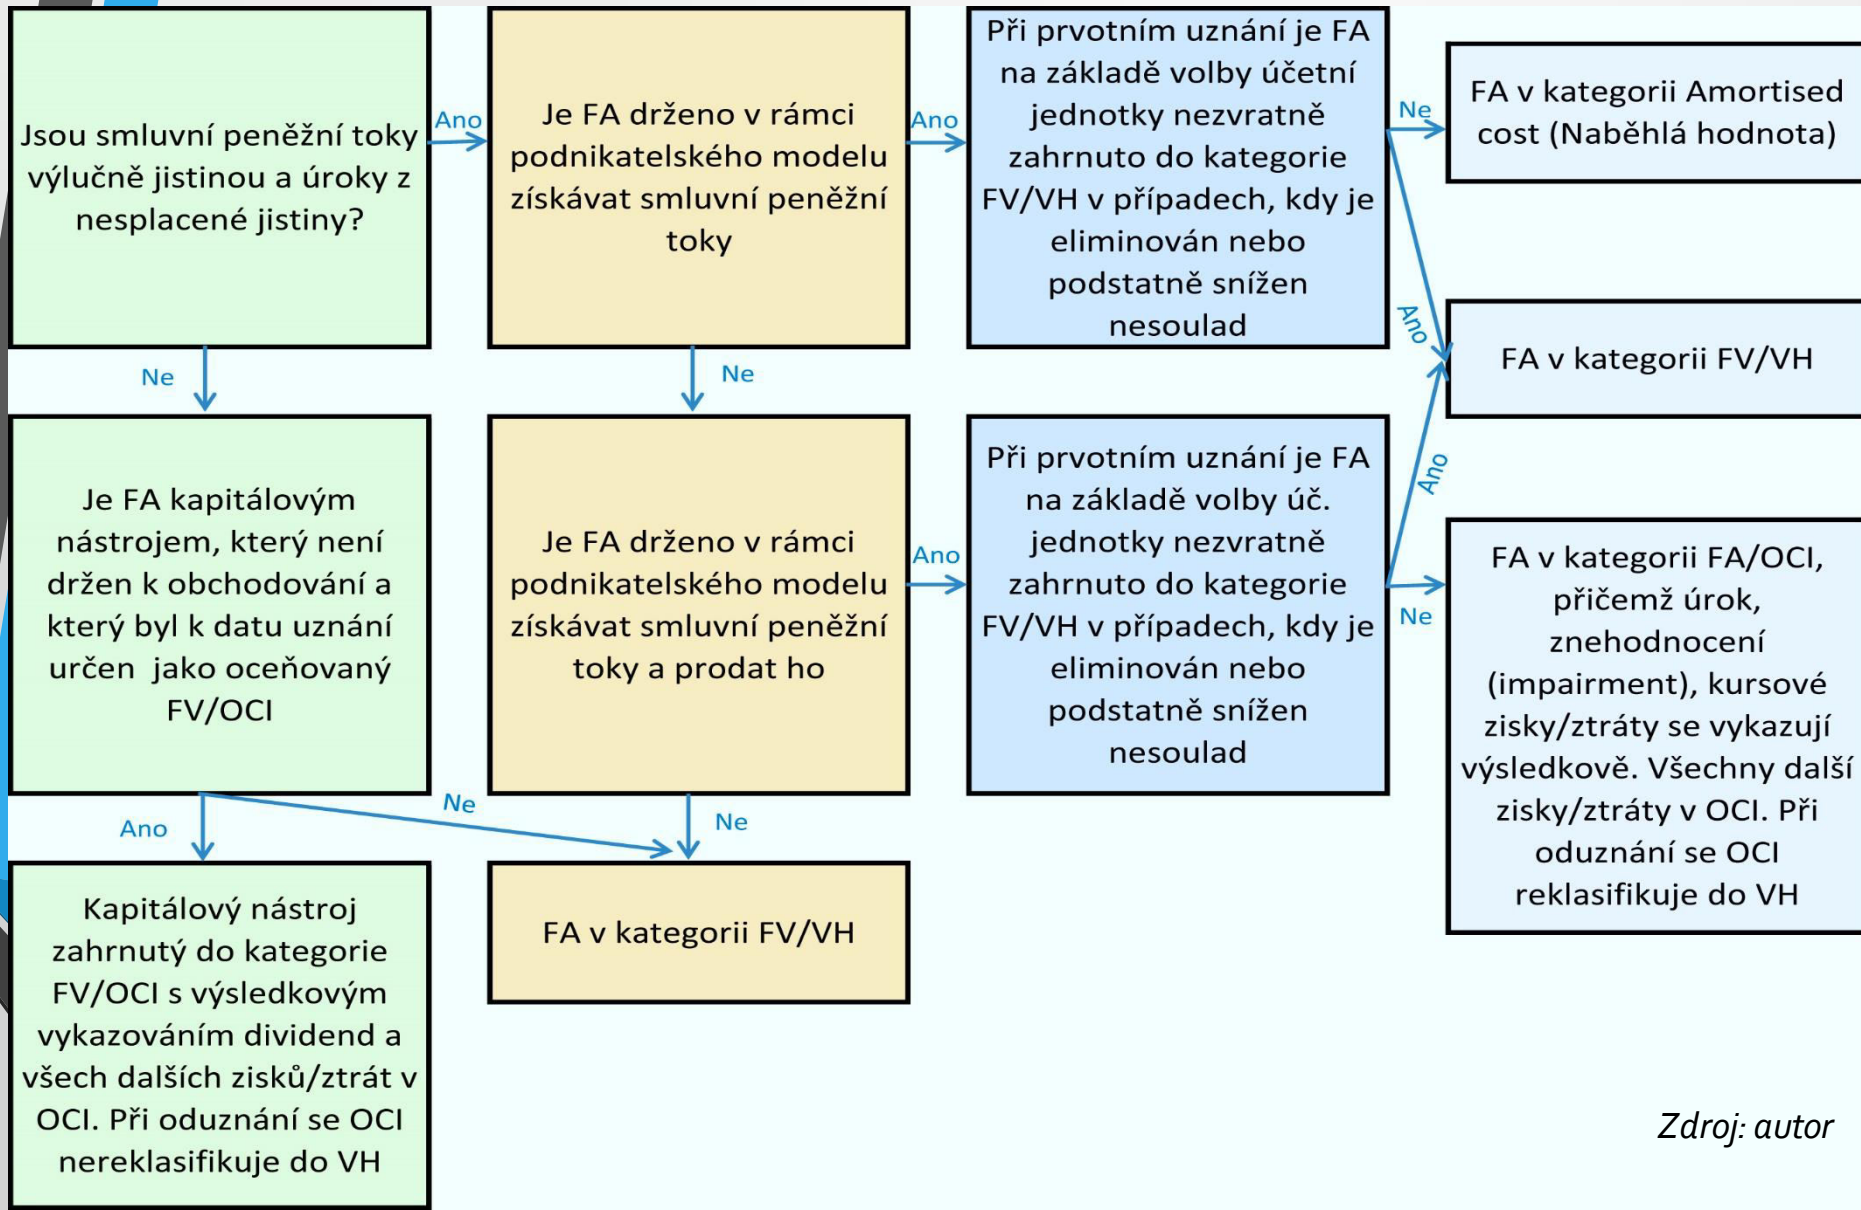 Jsou smluvní peněžní toky
výlučně jistinou a úroky z
nesplacené jistiny?
Ano
Je FA drženo v rámci
podnikatelského modelu
získávat smluvní peněžní
toky
Ano
Při prvotním uznání je FA
na základě volby účetní
jednotky nezvratně
zahrnuto do kategorie
FV/VH v případech, kdy je
eliminován nebo
podstatně snížen
nesoulad
Ne
FA v kategorii Amortised
cost (Naběhlá hodnota)
Ano
FA v kategorii FV/VH
Ne
Ne
Je FA kapitálovým
nástrojem, který není
držen k obchodování a
který byl k datu uznání
určen jako oceňovaný
FV/OCI
Je FA drženo v rámci
podnikatelského modelu
získávat smluvní peněžní
toky a prodat ho
Ano
Při prvotním uznání je FA
na základě volby úč.
jednotky nezvratně
zahrnuto do kategorie
FV/VH v případech, kdy je
eliminován nebo
podstatně snížen
nesoulad
Ano
Ne
FA v kategorii FA/OCI,
přičemž úrok,
znehodnocení
(impairment), kursové
zisky/ztráty se vykazují
výsledkově. Všechny další
zisky/ztráty v OCI. Při
oduznání se OCI
reklasifikuje do VH
Ano
Ne
Ne
Kapitálový nástroj
zahrnutý do kategorie
FV/OCI s výsledkovým
vykazováním dividend a
všech dalších zisků/ztrát v
OCI. Při oduznání se OCI
nereklasifikuje do VH
FA v kategorii FV/VH
Zdroj: autor